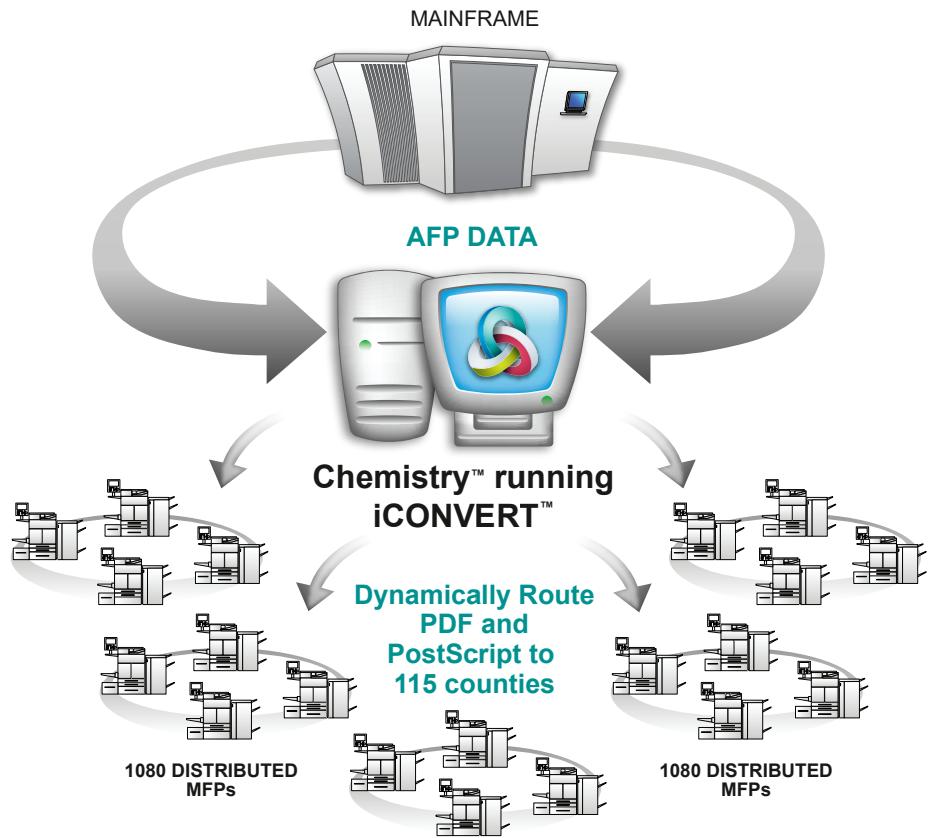 MAINFRAME
AFP DATA
Chemistry™ running
iCONVERT™
Dynamically Route
PDF and
PostScript to
115 counties
1080 DISTRIBUTED
MFPs
1080 DISTRIBUTED
MFPs